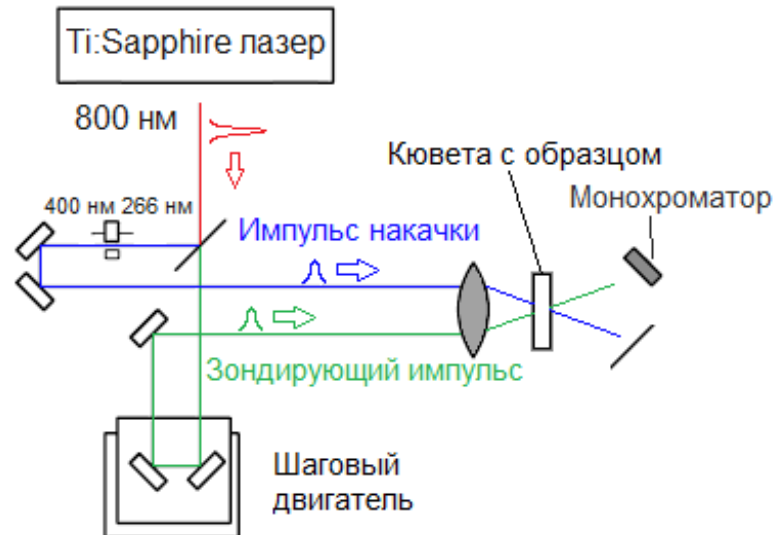 Ti:Sapphire лазер
800 нм
Кювета с образцом
400 нм 266 нм
Монохроматор
Импульс накачки
Зондирующий импульс
Шаговый
двигатель